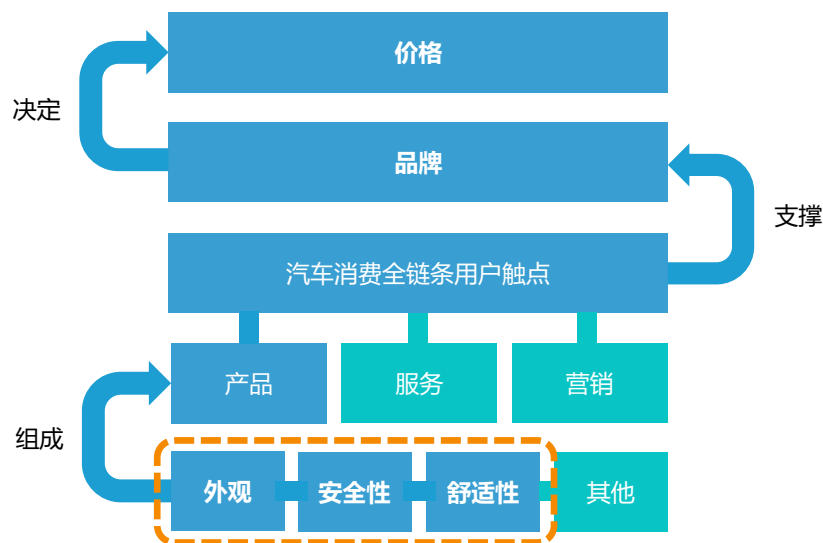 价格
决定
品牌
支撑
汽车消费全链条用户触点
产品
服务
营销
组成
外观
安全性
舒适性
其他